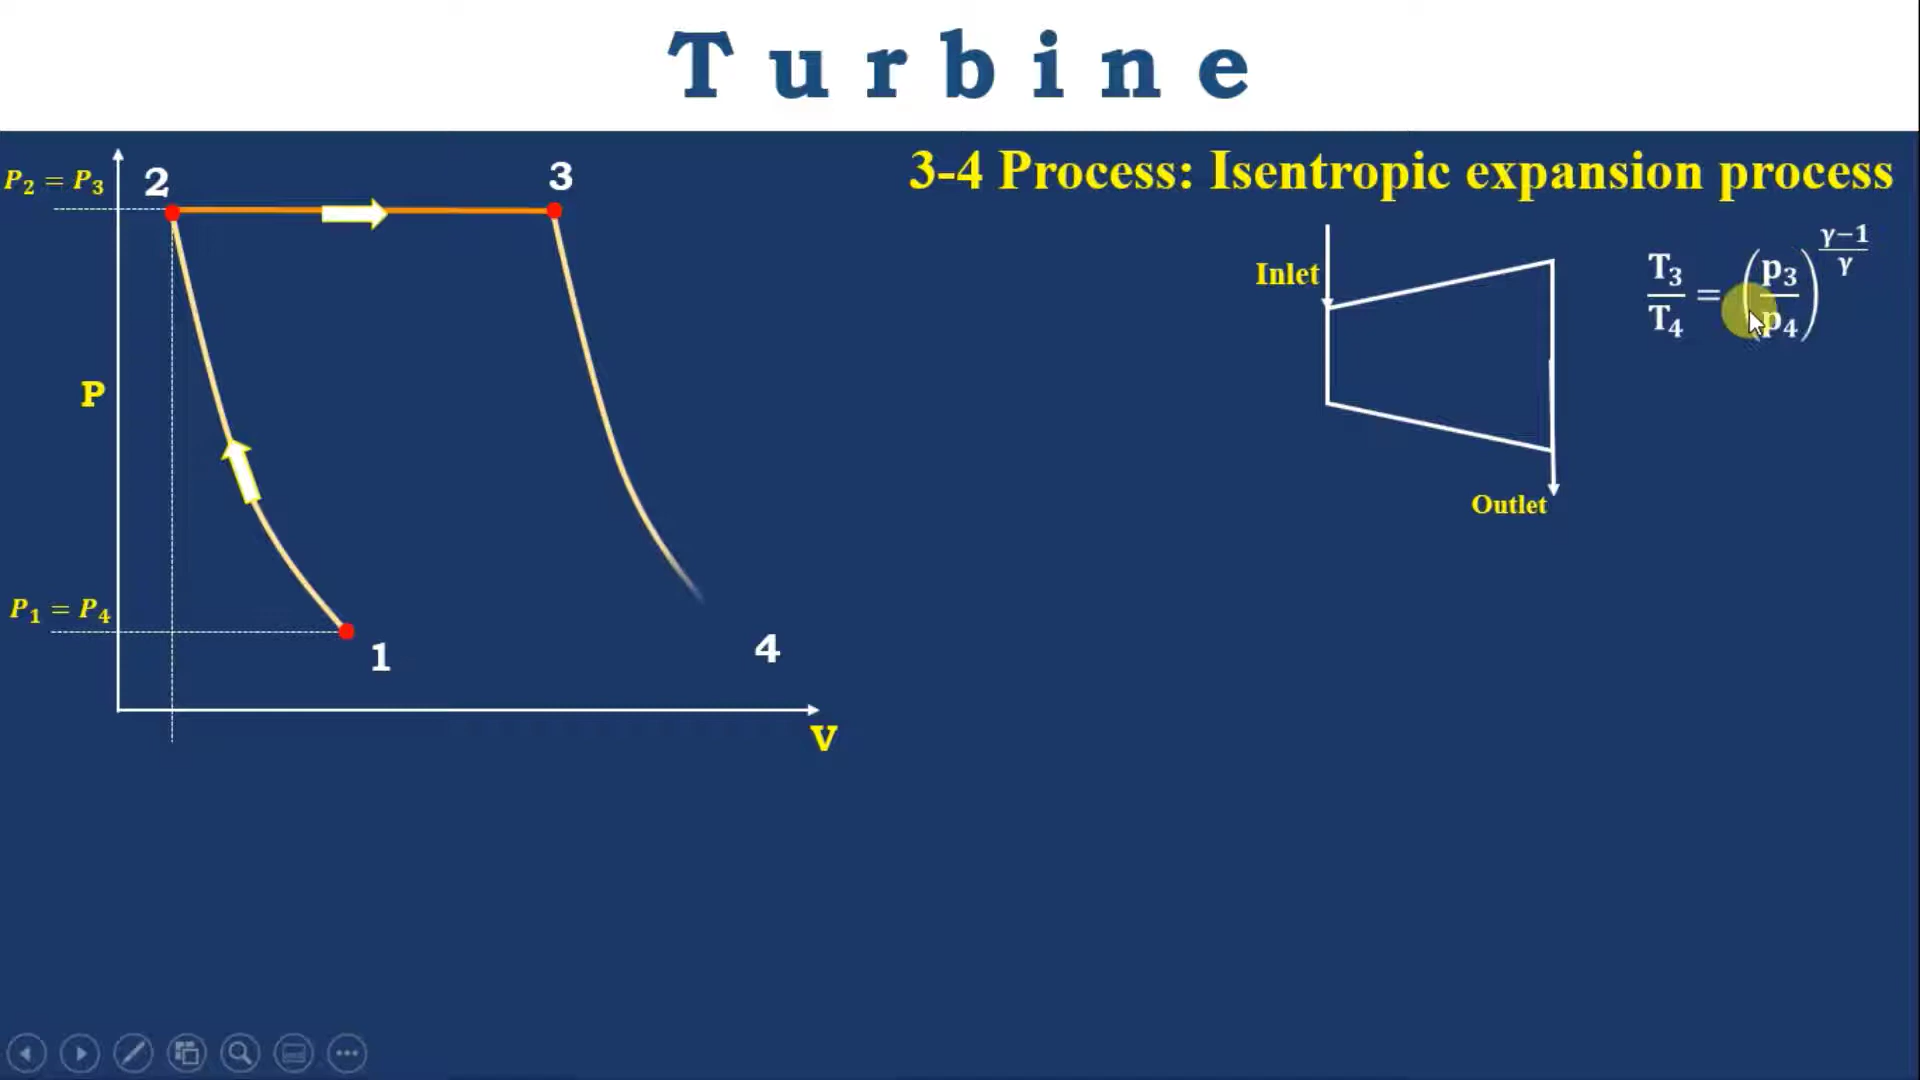 Turbine
3-4 Process: Isentropic expansion process
P₂ = P₃
2
3
Inlet
T₃/T₄ = (p₃/p₄)^((γ−1)/γ)
P
Outlet
P₁ = P₄
1
4
V